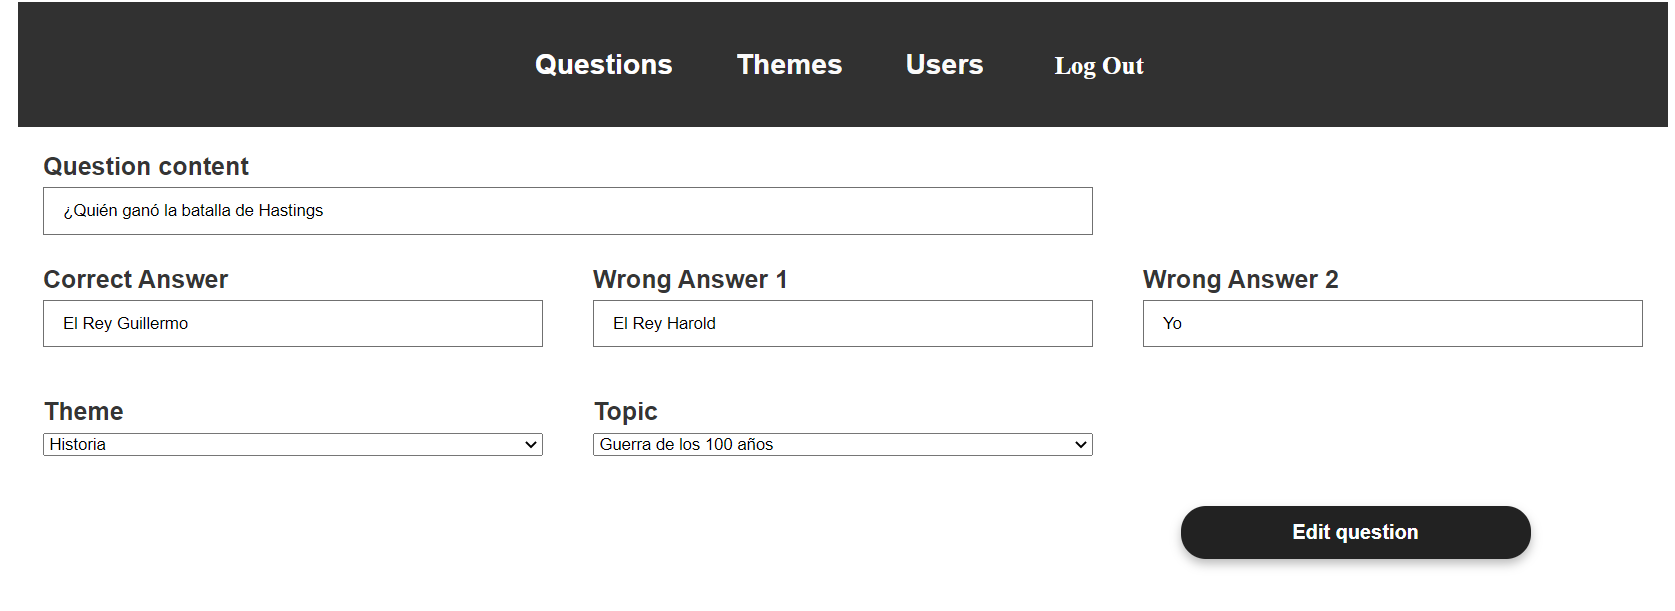 Questions Themes Users Log Out
Question content
¿Quién ganó la batalla de Hastings
Correct Answer Wrong Answer 1 Wrong Answer 2
El Rey Guillermo El Rey Harold Yo
Theme Topic
Historia Guerra de los 100 años
Edit question